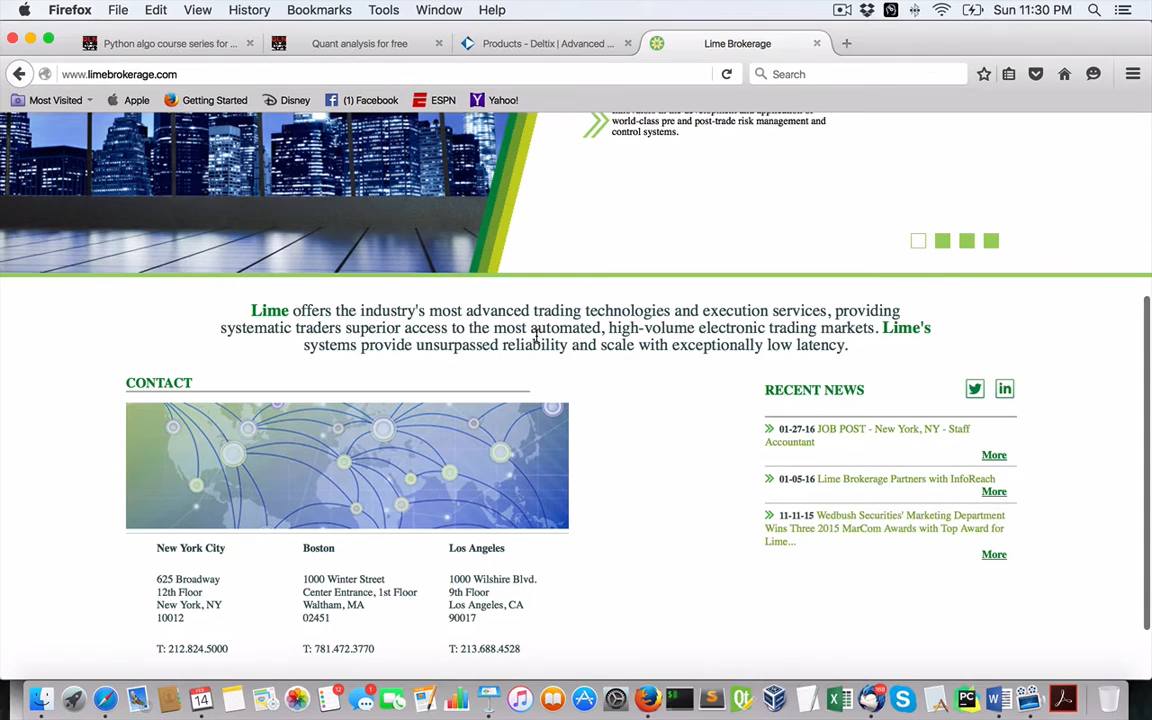 Firefox File Edit View History Bookmarks Tools Window Help Sun 11:30 PM
Python algo course series for ... Quant analysis for free Products - Deltix | Advanced ... Lime Brokerage
www.limebrokerage.com Search
Most Visited Apple Getting Started Disney (1) Facebook ESPN Yahoo!
world-class pre and post-trade risk management and
control systems.
Lime offers the industry's most advanced trading technologies and execution services, providing
systematic traders superior access to the most automated, high-volume electronic trading markets. Lime's
systems provide unsurpassed reliability and scale with exceptionally low latency.
CONTACT
New York City
625 Broadway
12th Floor
New York, NY
10012
T: 212.824.5000
Boston
1000 Winter Street
Center Entrance, 1st Floor
Waltham, MA
02451
T: 781.472.3770
Los Angeles
1000 Wilshire Blvd.
9th Floor
Los Angeles, CA
90017
T: 213.688.4528
RECENT NEWS
01-27-16 JOB POST - New York, NY - Staff
Accountant
More
01-05-16 Lime Brokerage Partners with InfoReach
More
11-11-15 Wedbush Securities' Marketing Department
Wins Three 2015 MarCom Awards with Top Award for
Lime...
More
FEB
14
12